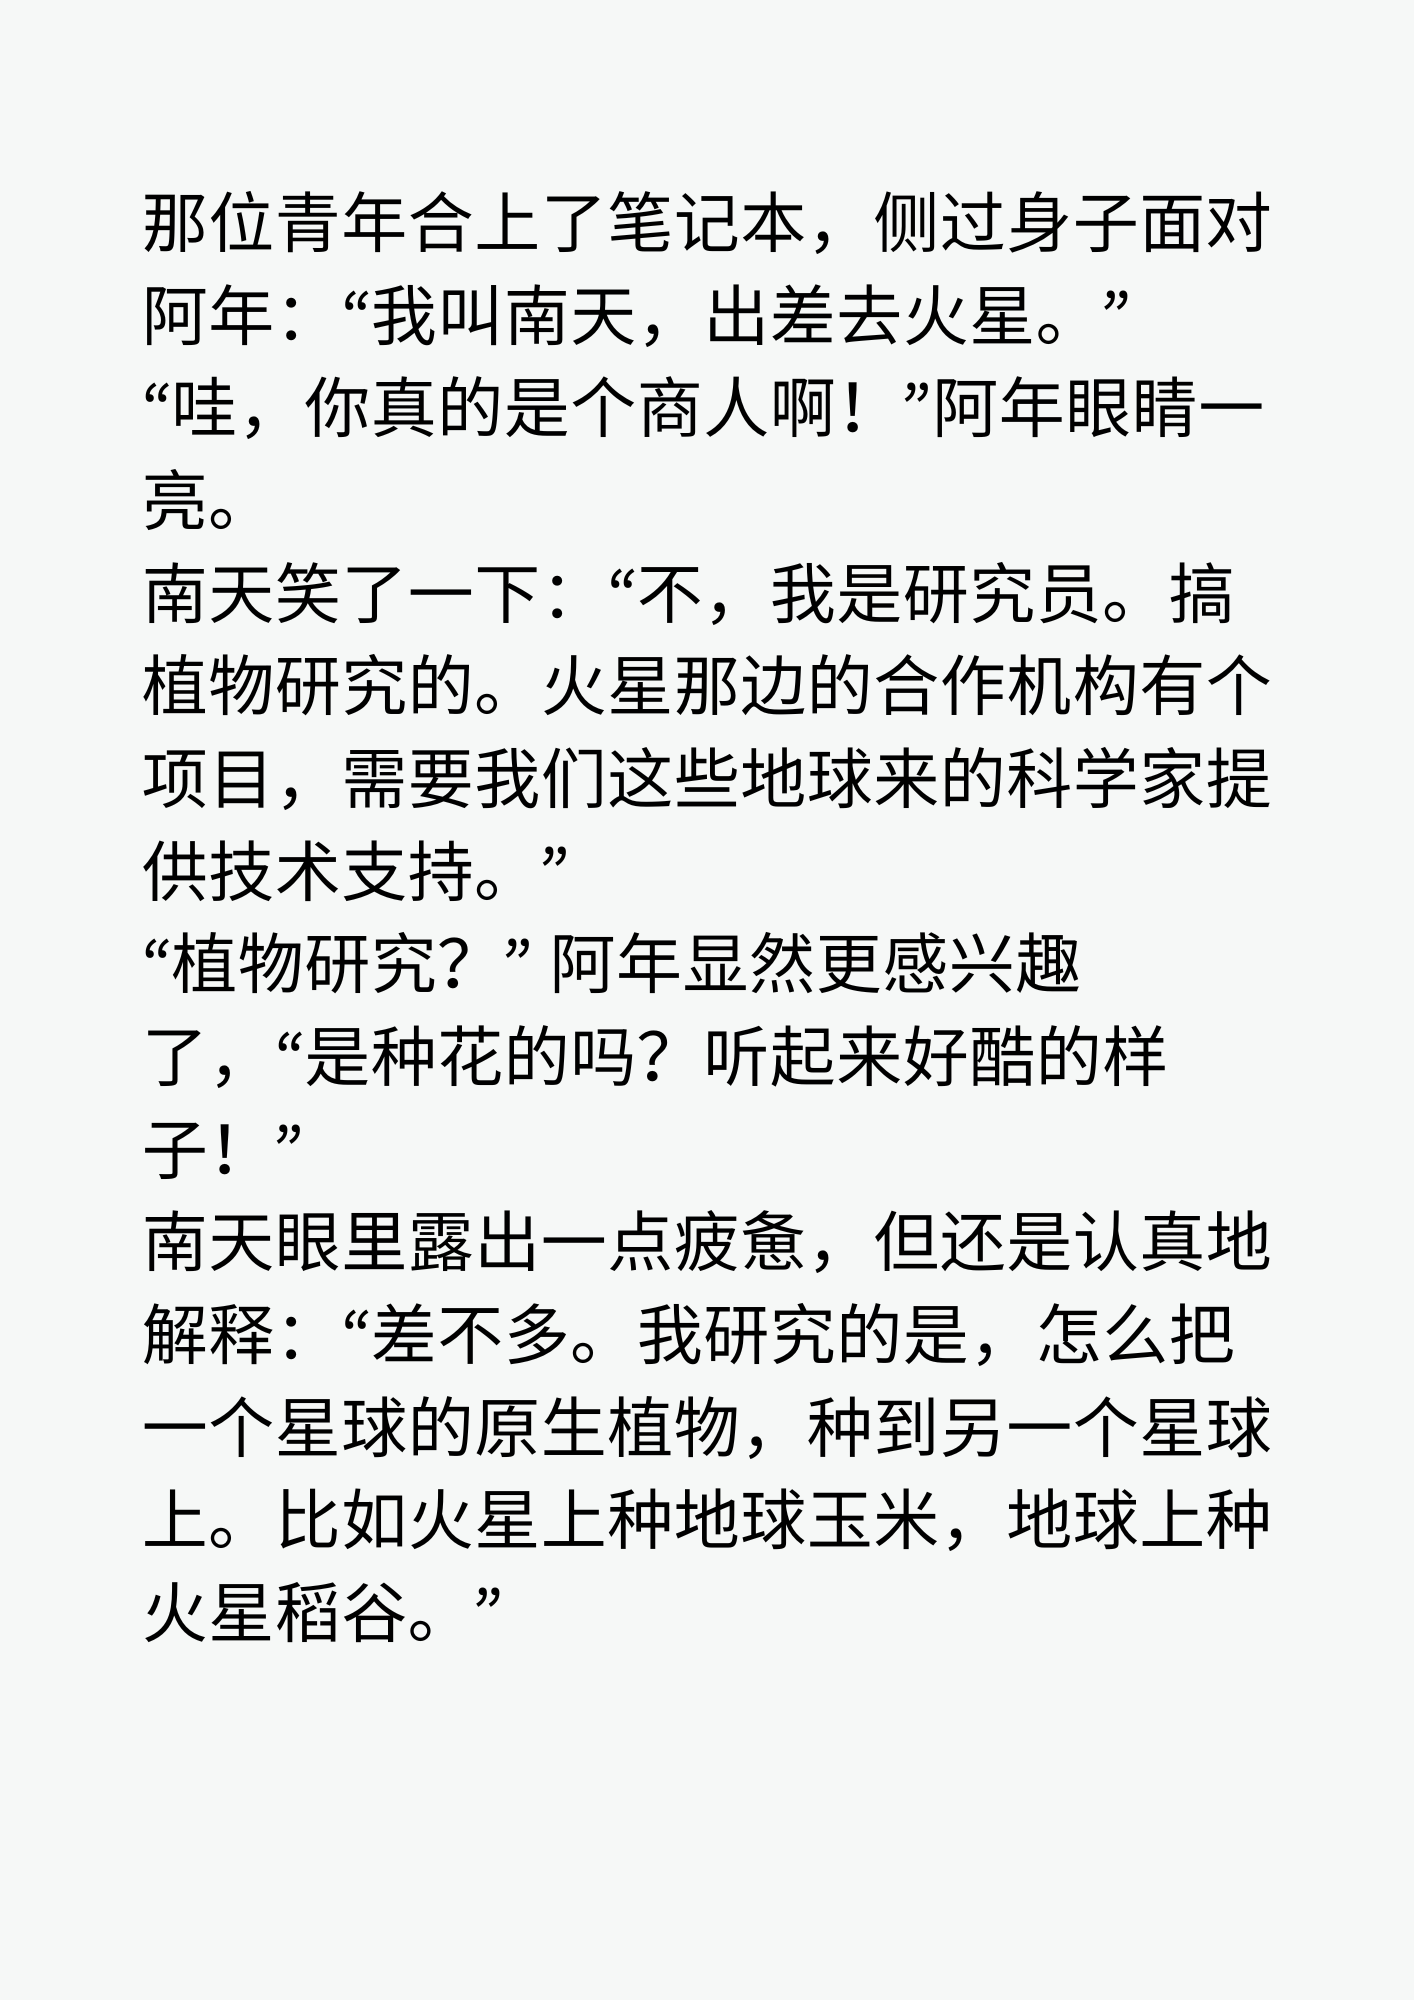 那位青年合上了笔记本，侧过身子面对
阿年：“我叫南天，出差去火星。”
“哇，你真的是个商人啊！”阿年眼睛一
亮。
南天笑了一下：“不，我是研究员。搞
植物研究的。火星那边的合作机构有个
项目，需要我们这些地球来的科学家提
供技术支持。”
“植物研究？” 阿年显然更感兴趣
了，“是种花的吗？听起来好酷的样
子！”
南天眼里露出一点疲惫，但还是认真地
解释：“差不多。我研究的是，怎么把
一个星球的原生植物，种到另一个星球
上。比如火星上种地球玉米，地球上种
火星稻谷。”